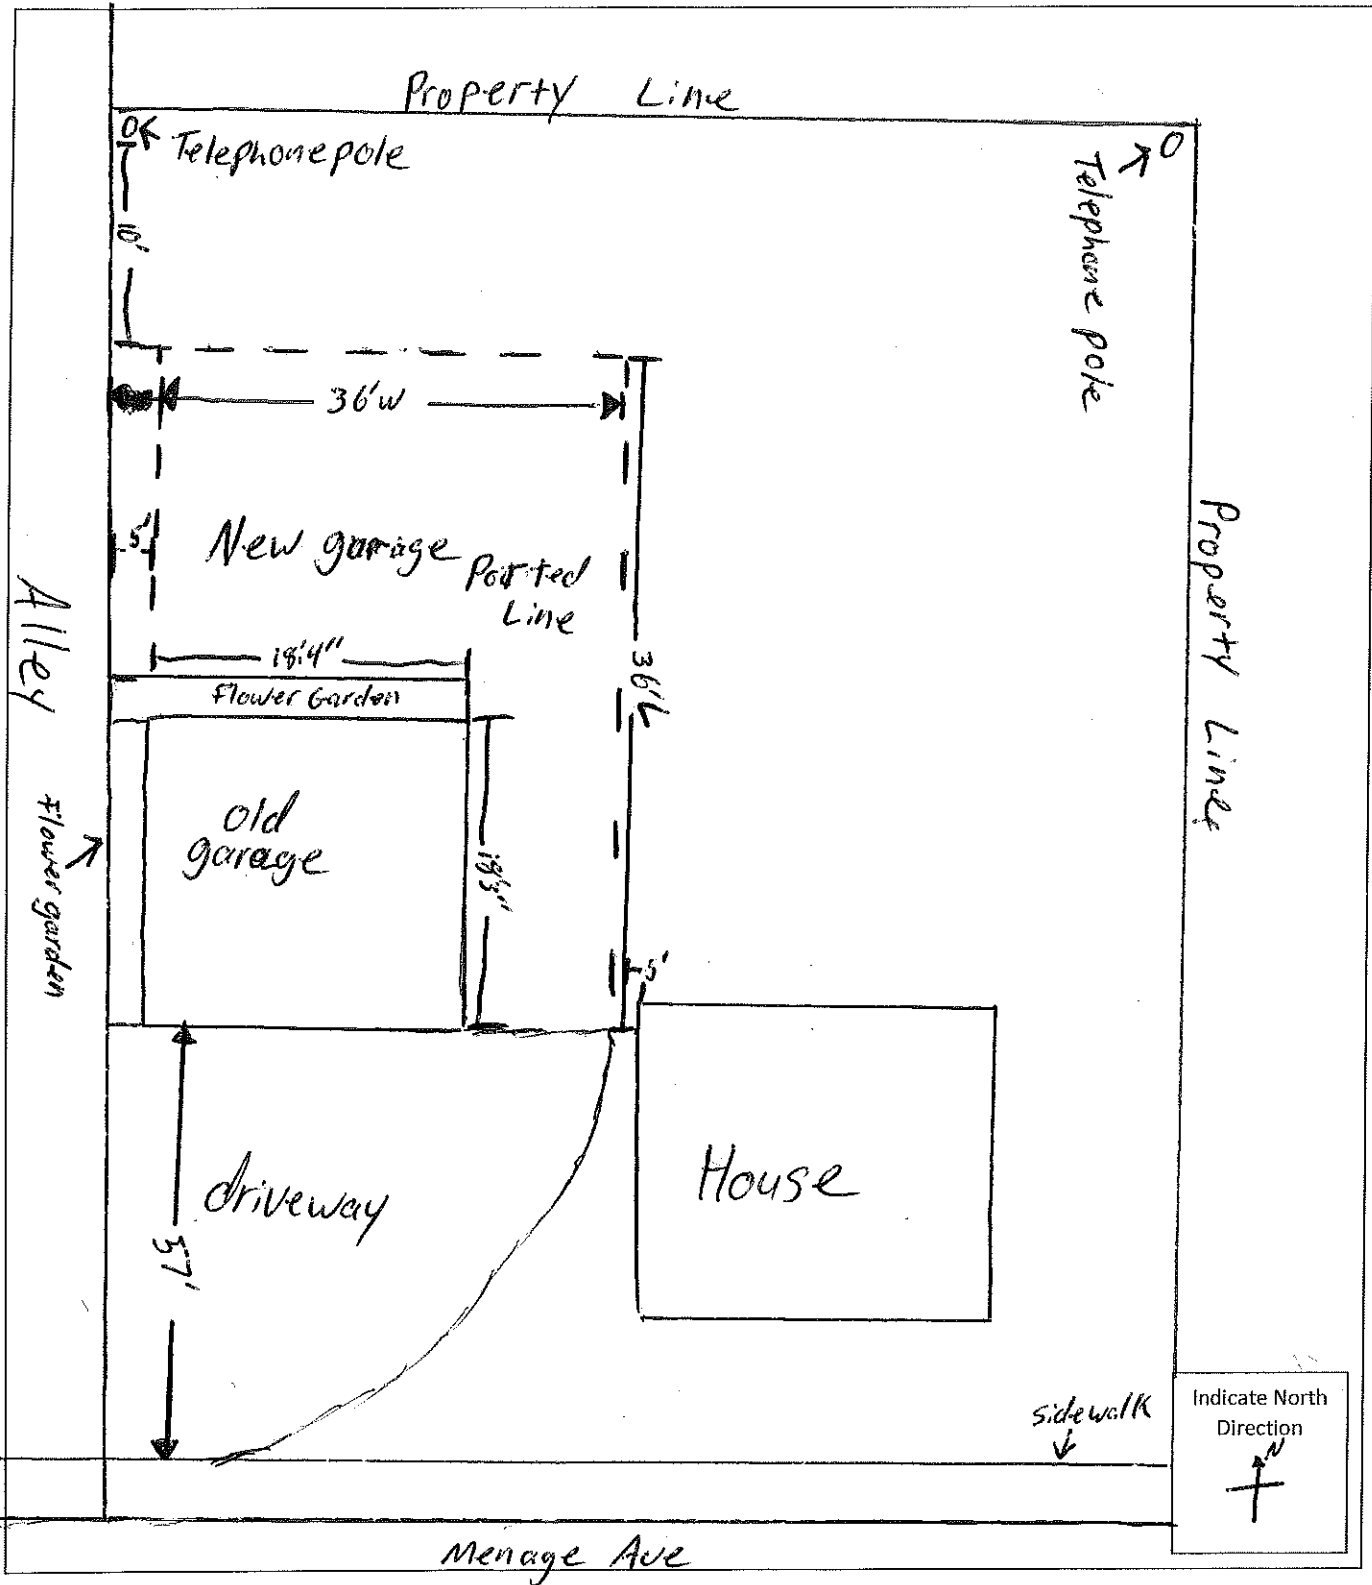 Property Line
Telephone pole
Telephone pole
10'
36'W
5'
New garage
Dotted
Line
Property Line
Alley
18'4"
36'L
Flower Garden
old
garage
18'3"
Flower garden
5'
driveway
House
57'
sidewalk
Indicate North
Direction
N
Menage Ave